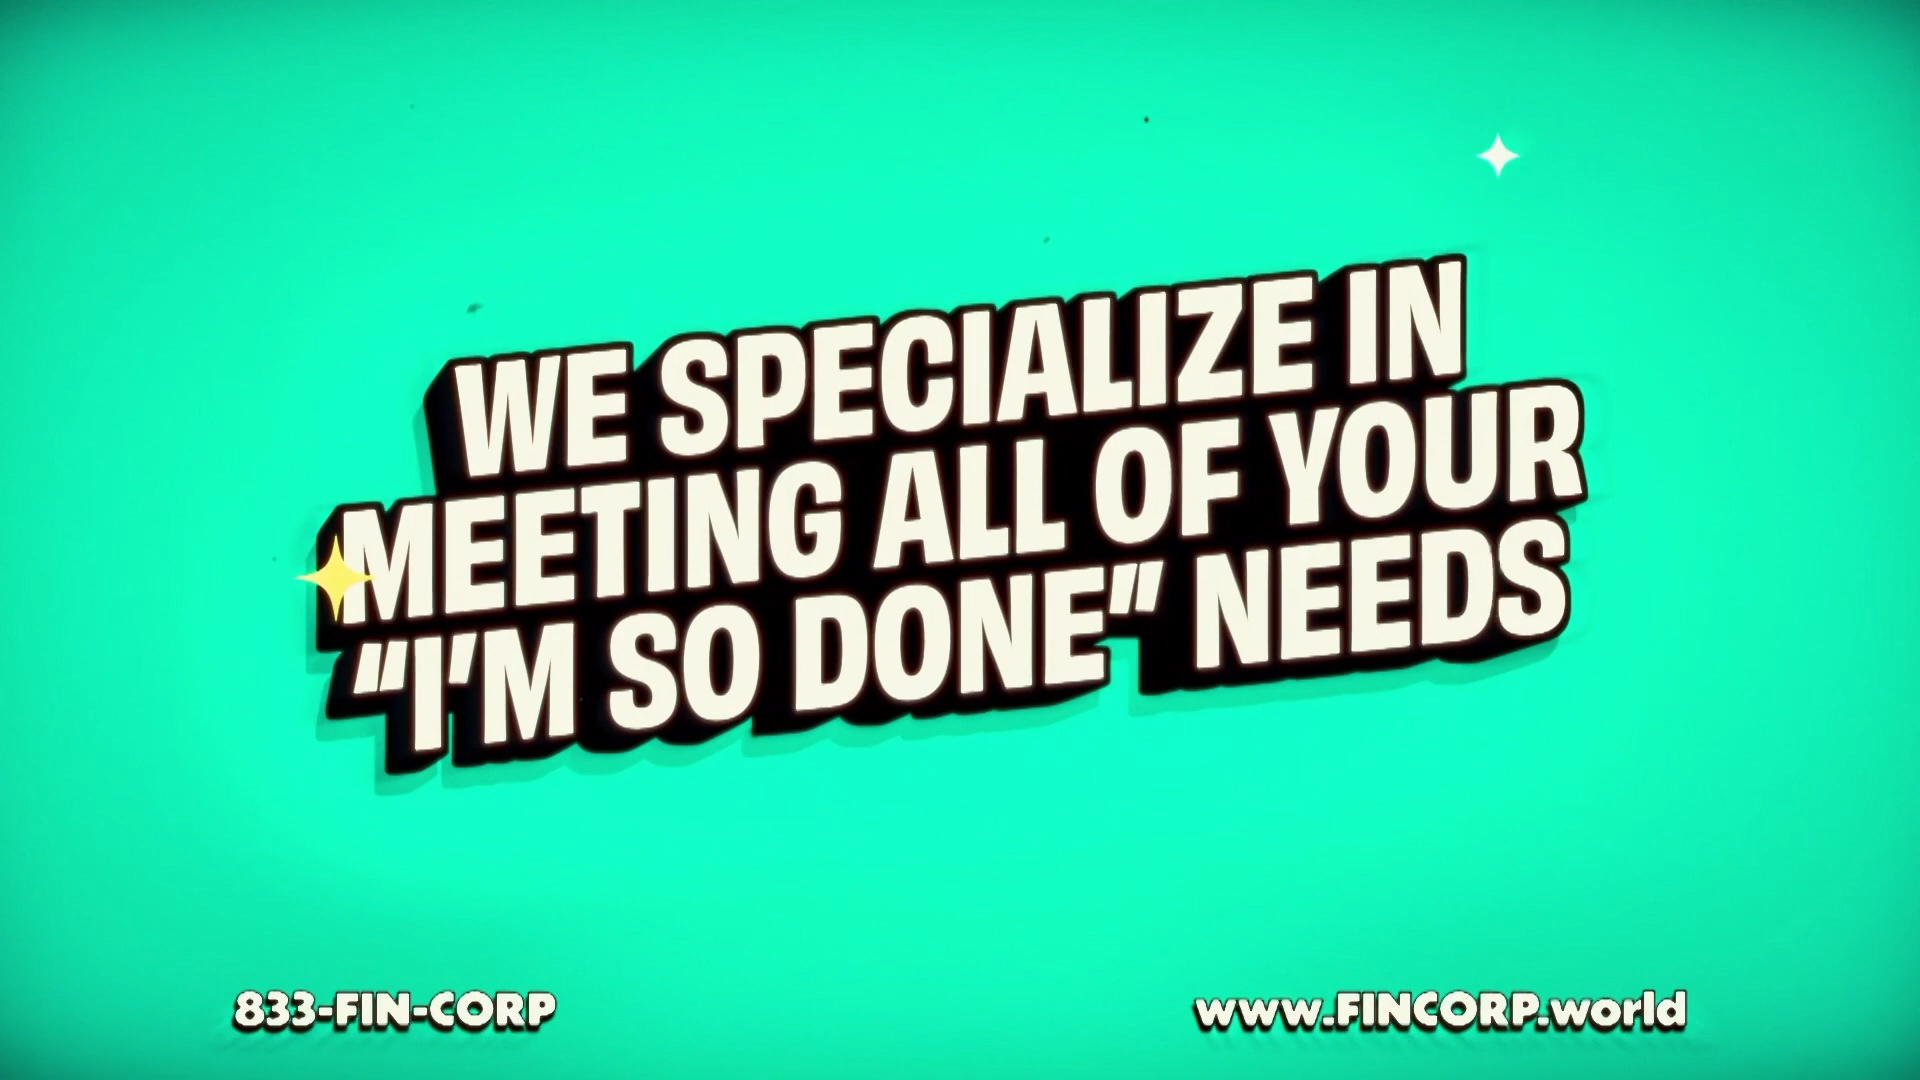 WE SPECIALIZE IN
MEETING ALL OF YOUR
“I’M SO DONE” NEEDS
833-FIN-CORP
www.FINCORP.world